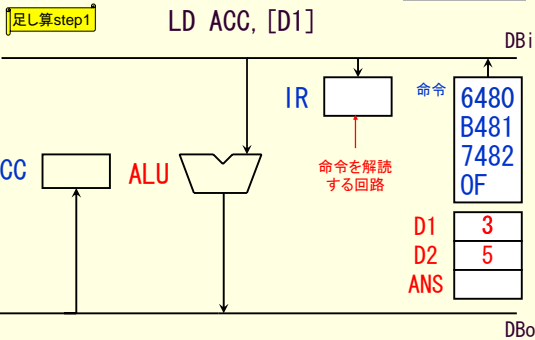 足し算step1
LD ACC, [D1]
DBi
IR
命令
6480
B481
7482
0F
命令を解読
する回路
CC
ALU
D1
3
D2
5
ANS
DBo